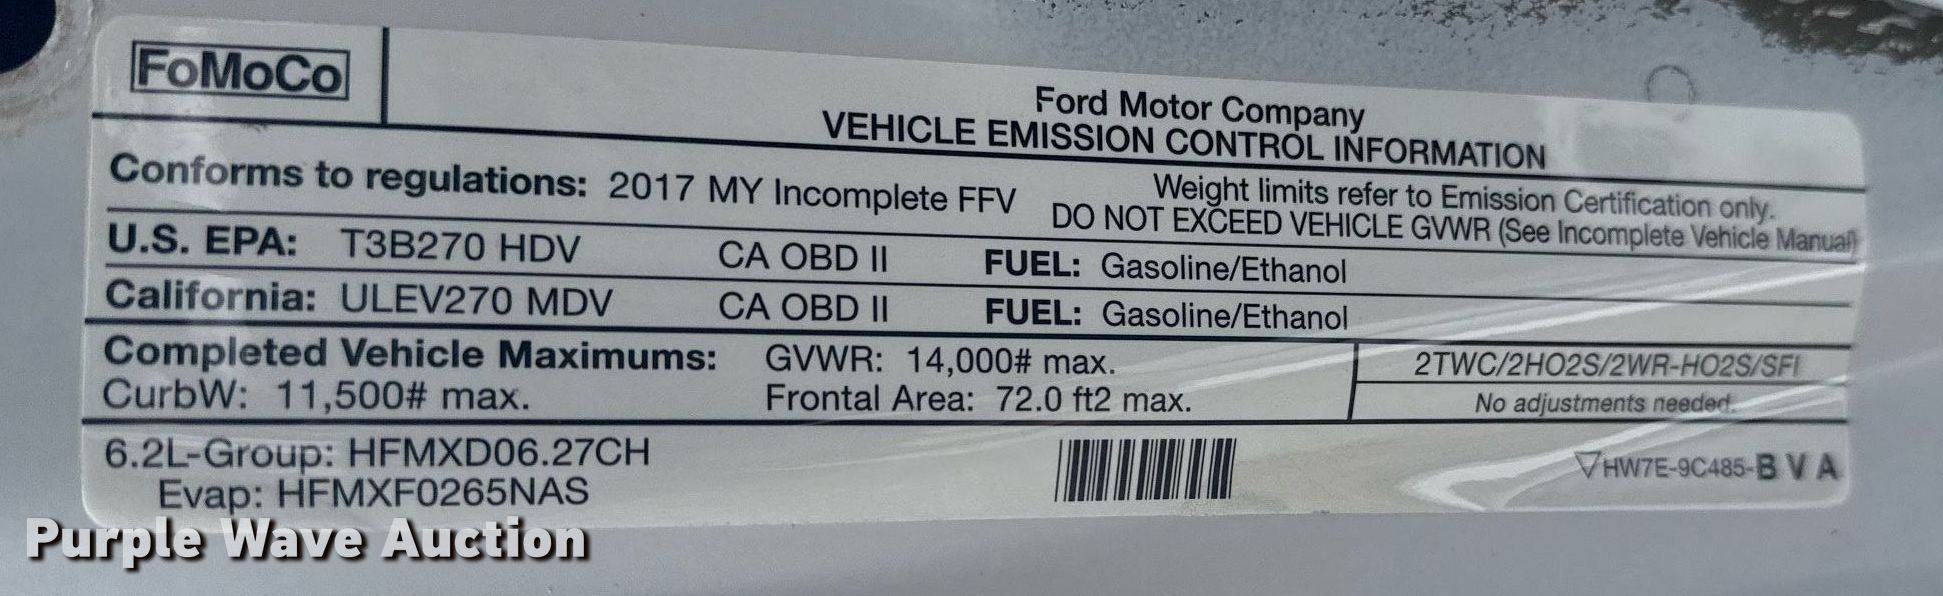 FoMoCo
Ford Motor Company
VEHICLE EMISSION CONTROL INFORMATION
Conforms to regulations: 2017 MY Incomplete FFV
Weight limits refer to Emission Certification only.
DO NOT EXCEED VEHICLE GVWR (See Incomplete Vehicle Manual)
U.S. EPA: T3B270 HDV CA OBD II FUEL: Gasoline/Ethanol
California: ULEV270 MDV CA OBD II FUEL: Gasoline/Ethanol
Completed Vehicle Maximums: GVWR: 14,000# max.
CurbW: 11,500# max. Frontal Area: 72.0 ft2 max.
2TWC/2HO2S/2WR-HO2S/SFI
No adjustments needed.
6.2L-Group: HFMXD06.27CH
Evap: HFMXF0265NAS
▽HW7E-9C485-B V A
Purple Wave Auction